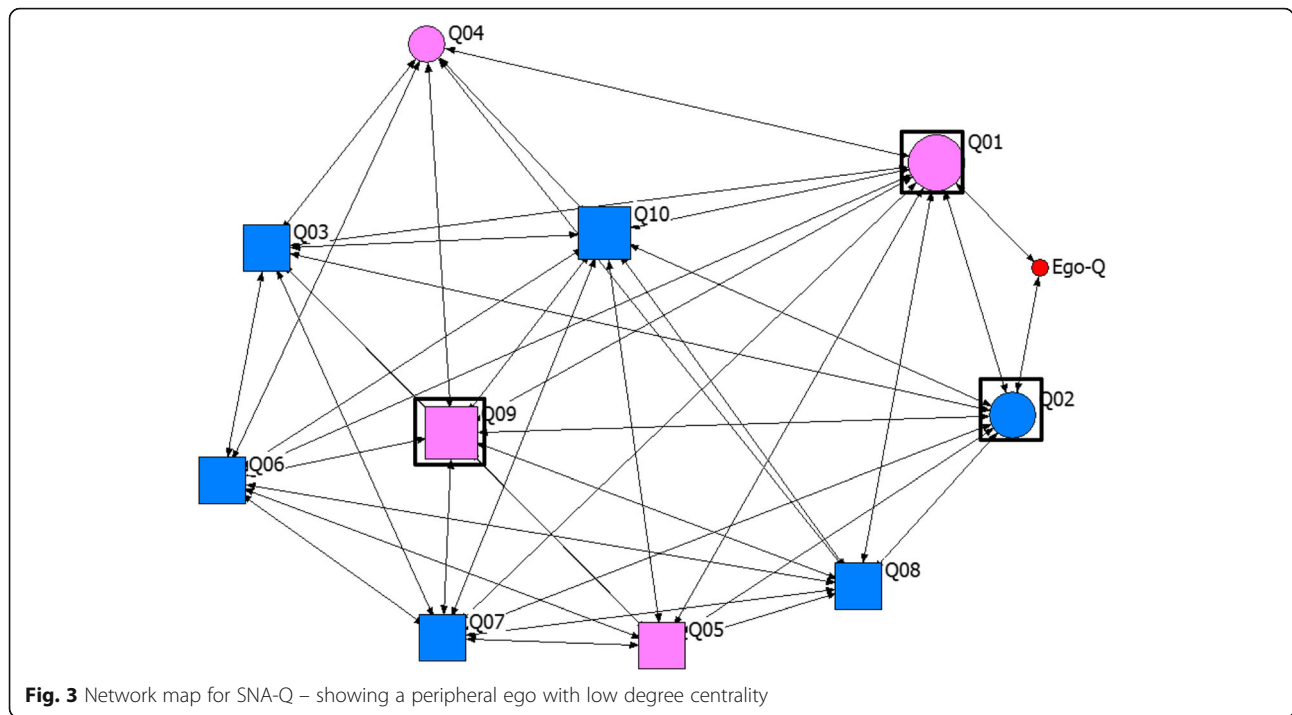 Q04
Q01
Q10
Q03
Ego-Q
Q02
Q09
Q06
Q08
Q07
Q05
Fig. 3 Network map for SNA-Q – showing a peripheral ego with low degree centrality